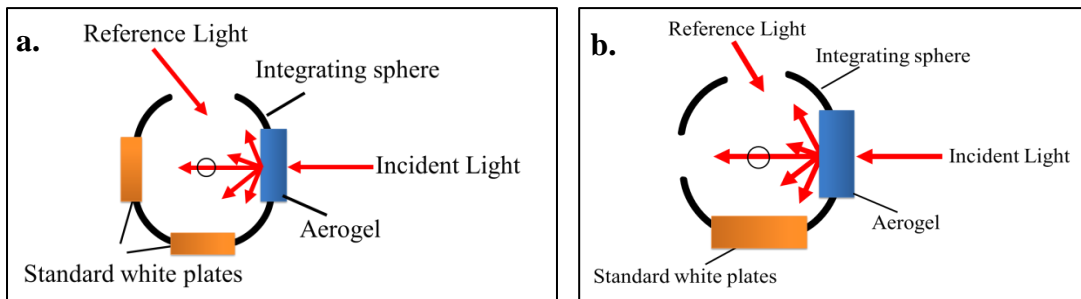 a.
Reference Light
Integrating sphere
Incident Light
Aerogel
Standard white plates
b.
Reference Light
Integrating sphere
Incident Light
Aerogel
Standard white plates